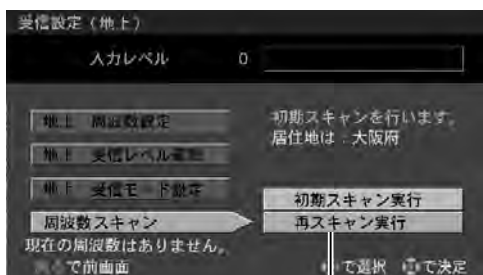 受信設定（地上）
入力レベル 0
地上 周波数設定
地上 受信レベル
地上 受信モード設定
周波数スキャン
初期スキャンを行います。
居住地は：大阪府
初期スキャン実行
再スキャン実行
現在の周波数はありません。
で前画面
で選択 で決定